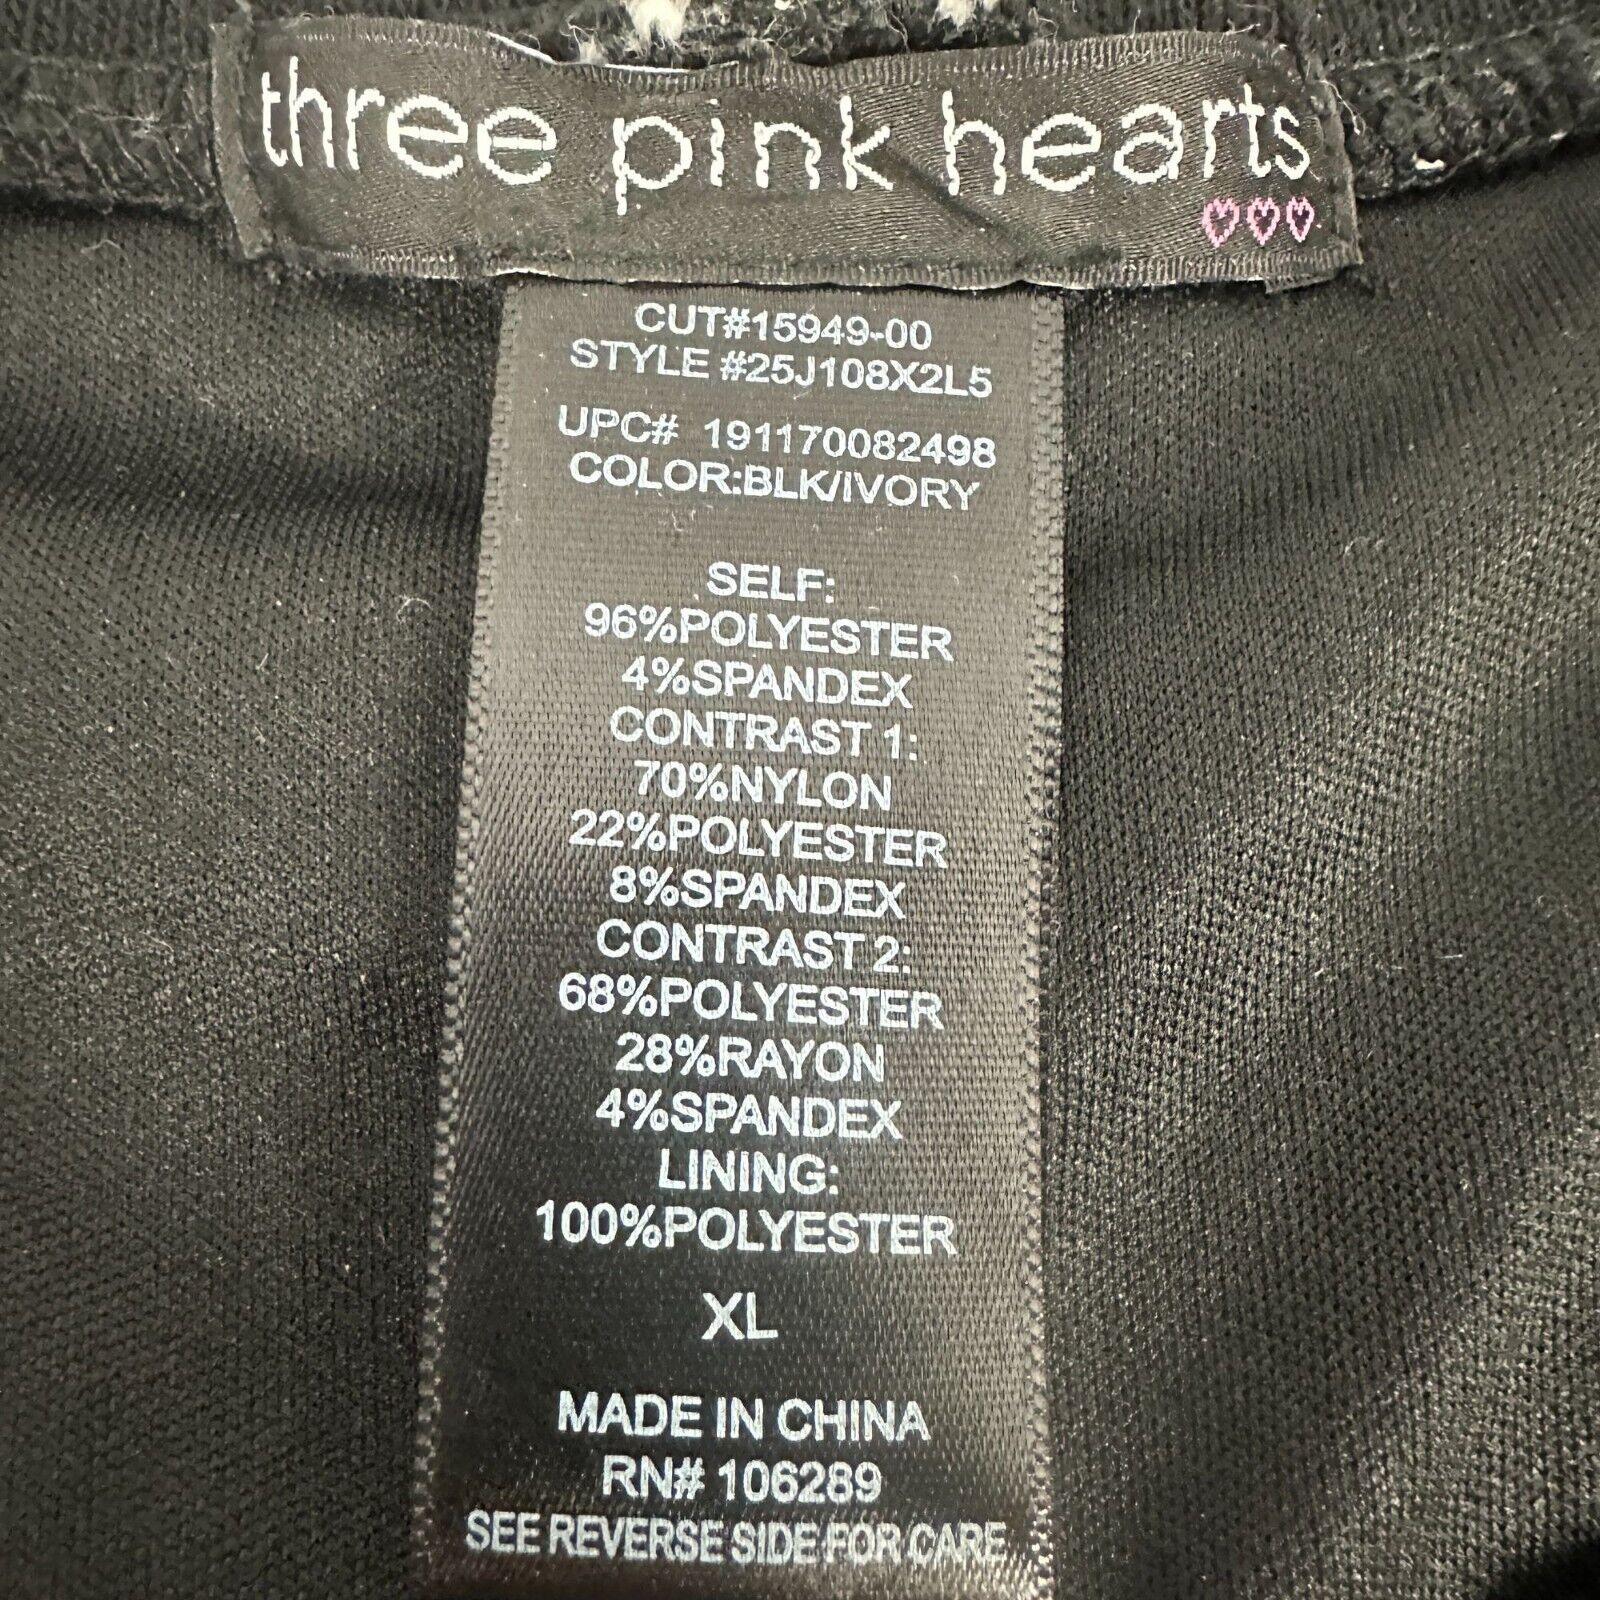 three pink hearts
CUT#15949-00
STYLE #25J108X2L5
UPC# 191170082498
COLOR:BLK/IVORY
SELF:
96%POLYESTER
4%SPANDEX
CONTRAST 1:
70%NYLON
22%POLYESTER
8%SPANDEX
CONTRAST 2:
68%POLYESTER
28%RAYON
4%SPANDEX
LINING:
100%POLYESTER
XL
MADE IN CHINA
RN# 106289
SEE REVERSE SIDE FOR CARE